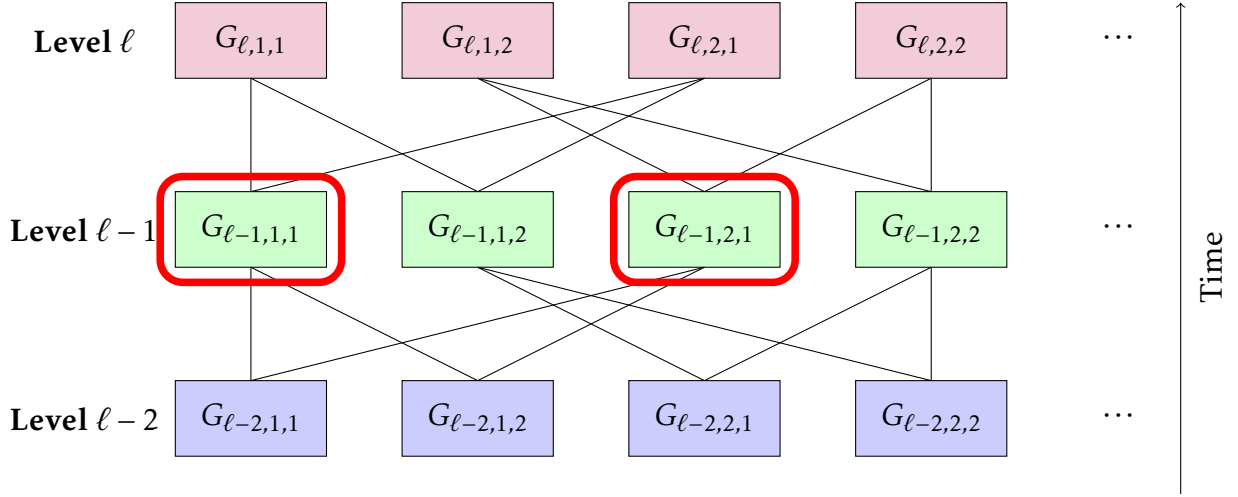 Level ℓ G_{ℓ,1,1} G_{ℓ,1,2} G_{ℓ,2,1} G_{ℓ,2,2} ⋯
Level ℓ − 1 G_{ℓ−1,1,1} G_{ℓ−1,1,2} G_{ℓ−1,2,1} G_{ℓ−1,2,2} ⋯
Level ℓ − 2 G_{ℓ−2,1,1} G_{ℓ−2,1,2} G_{ℓ−2,2,1} G_{ℓ−2,2,2} ⋯
Time